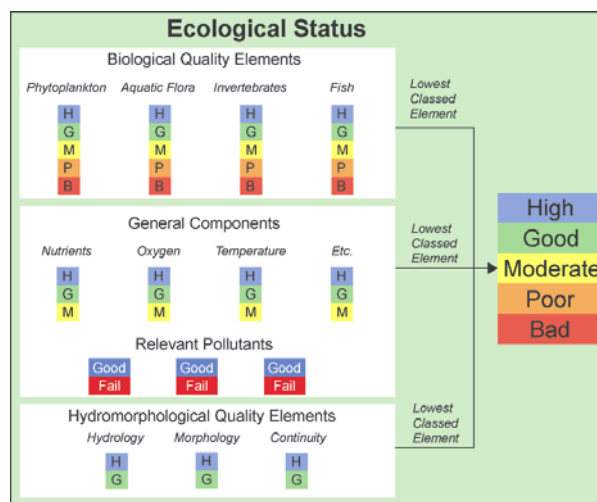 Ecological Status
Biological Quality Elements
Phytoplankton Aquatic Flora Invertebrates Fish
H H H H
G G G G
M M M M
P P P P
B B B B
Lowest
Classed
Element
General Components
Nutrients Oxygen Temperature Etc.
H H H H
G G G G
M M M M
Lowest
Classed
Element
Relevant Pollutants
Good Good Good
Fail Fail Fail
Hydromorphological Quality Elements
Hydrology Morphology Continuity
H H H
G G G
Lowest
Classed
Element
High
Good
Moderate
Poor
Bad